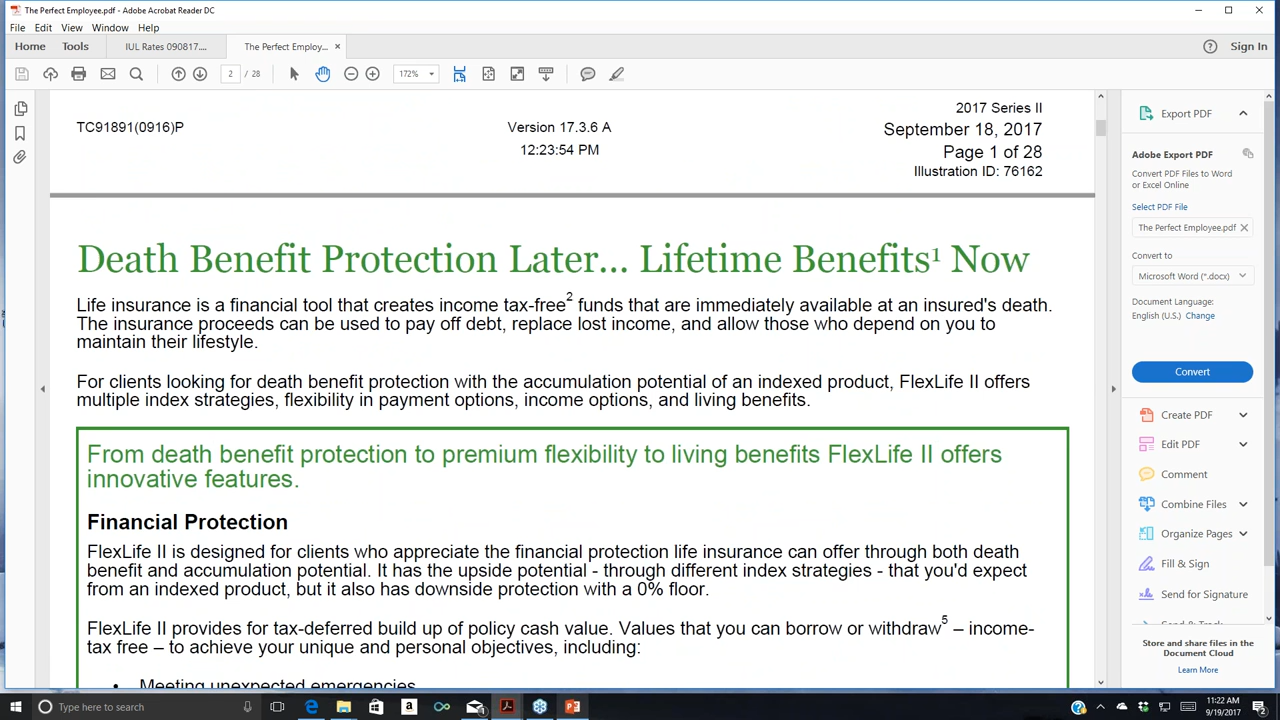 The Perfect Employee.pdf - Adobe Acrobat Reader DC
File Edit View Window Help
Home Tools IUL Rates 090817.... The Perfect Employ... × Sign In
2 / 28 172%
TC91891(0916)P
Version 17.3.6 A
12:23:54 PM
2017 Series II
September 18, 2017
Page 1 of 28
Illustration ID: 76162
Death Benefit Protection Later... Lifetime Benefits¹ Now
Life insurance is a financial tool that creates income tax-free² funds that are immediately available at an insured's death.
The insurance proceeds can be used to pay off debt, replace lost income, and allow those who depend on you to
maintain their lifestyle.
For clients looking for death benefit protection with the accumulation potential of an indexed product, FlexLife II offers
multiple index strategies, flexibility in payment options, income options, and living benefits.
From death benefit protection to premium flexibility to living benefits FlexLife II offers
innovative features.
Financial Protection
FlexLife II is designed for clients who appreciate the financial protection life insurance can offer through both death
benefit and accumulation potential. It has the upside potential - through different index strategies - that you'd expect
from an indexed product, but it also has downside protection with a 0% floor.
FlexLife II provides for tax-deferred build up of policy cash value. Values that you can borrow or withdraw⁵ – income-
tax free – to achieve your unique and personal objectives, including:
• Meeting unexpected emergencies
Export PDF
Adobe Export PDF
Convert PDF Files to Word
or Excel Online
Select PDF File
The Perfect Employee.pdf ×
Convert to
Microsoft Word (*.docx)
Document Language:
English (U.S.) Change
Convert
Create PDF
Edit PDF
Comment
Combine Files
Organize Pages
Fill & Sign
Send for Signature
Send & Track
Store and share files in the
Document Cloud
Learn More
Type here to search
11:22 AM
9/19/2017